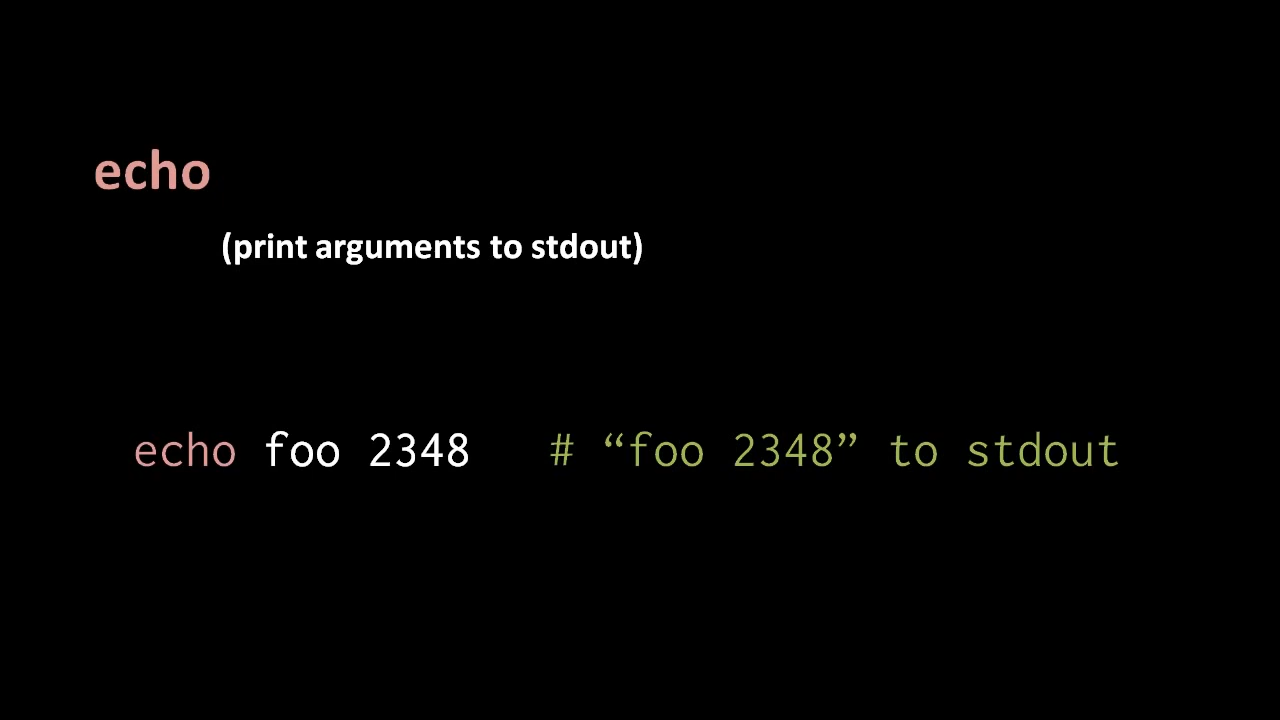 echo
(print arguments to stdout)
echo foo 2348 # “foo 2348” to stdout